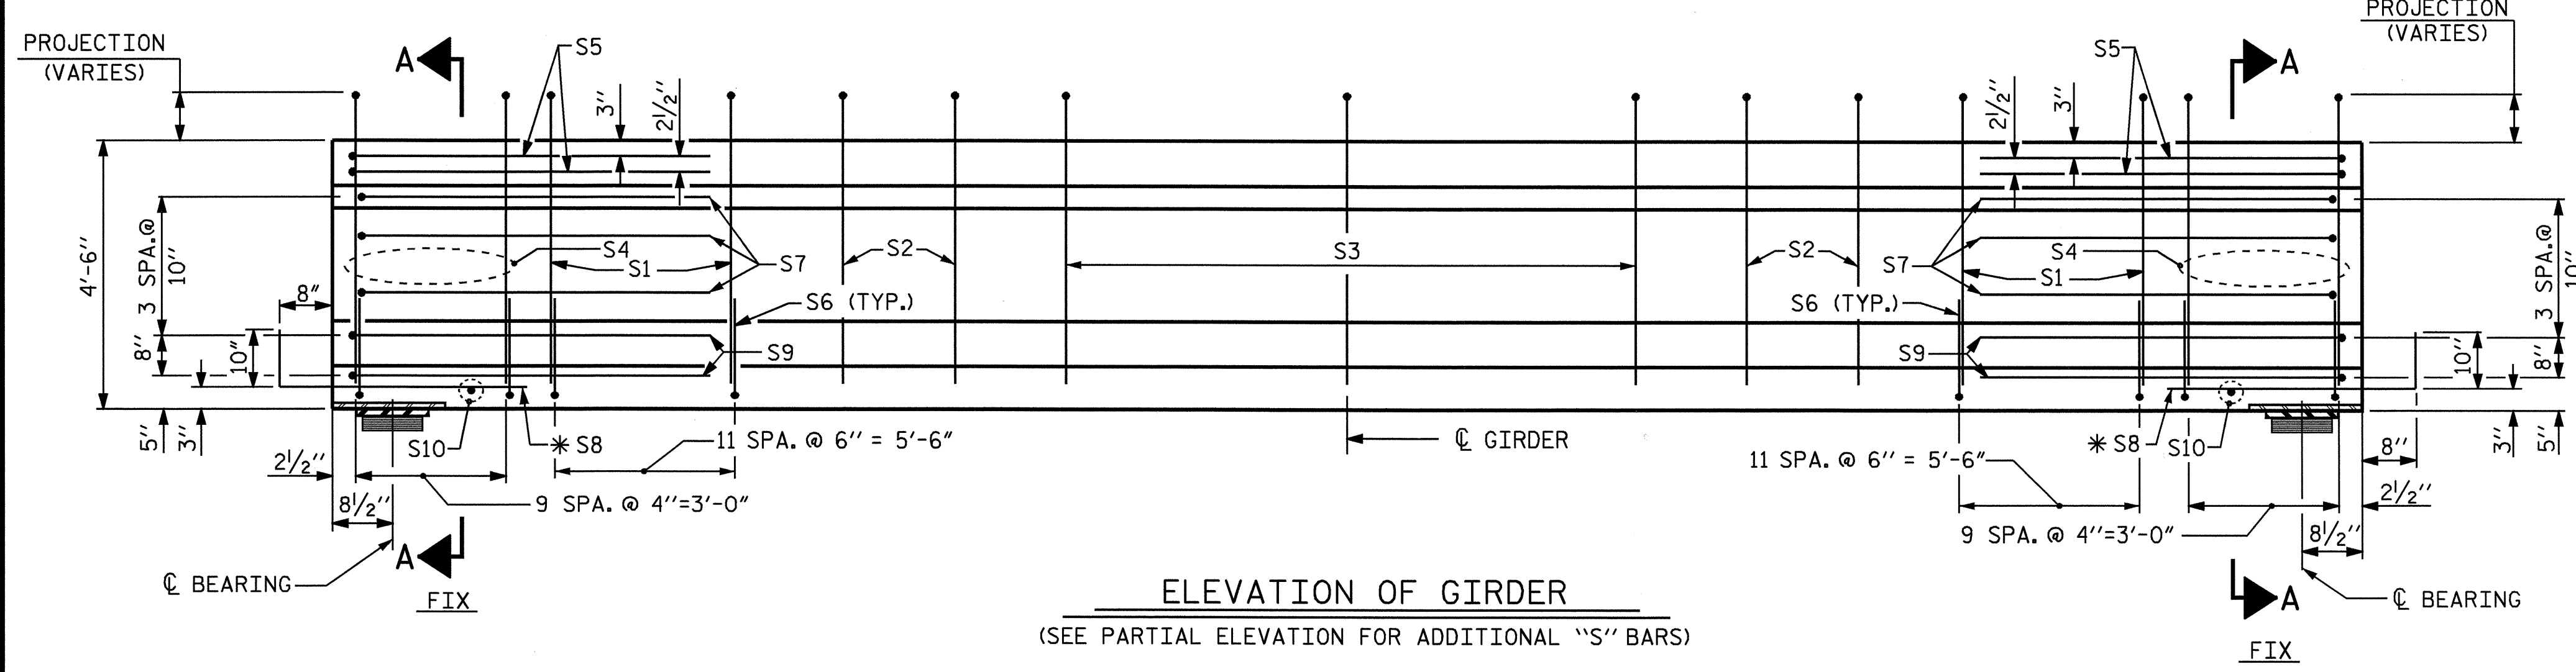 PROJECTION
(VARIES)
A
S5
3″
2½″
S5
2½″
3″
A
PROJECTION
(VARIES)
4′-6″
3 SPA.@
10″
8″
8″
10″
5″
3″
S4
S1
S7
S2
S3
S2
S7
S4
S1
S6 (TYP.)
S6 (TYP.)
S9
S9
3 SPA.@
10″
10″
8″
3″
5″
8″
S10
✳ S8
11 SPA. @ 6″ = 5′-6″
℄ GIRDER
✳ S8
S10
11 SPA. @ 6″ = 5′-6″
2½″
8½″
9 SPA. @ 4″=3′-0″
9 SPA. @ 4″=3′-0″
2½″
8½″
A
℄ BEARING
FIX
A
℄ BEARING
FIX
ELEVATION OF GIRDER
(SEE PARTIAL ELEVATION FOR ADDITIONAL "S" BARS)